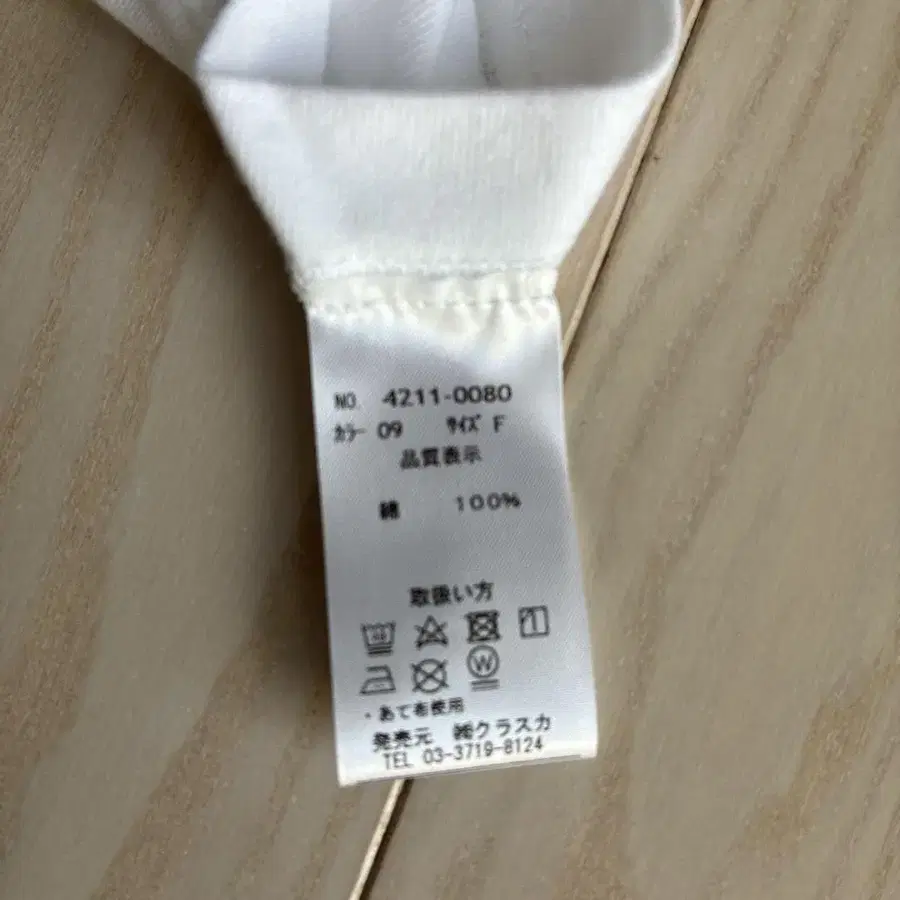 NO. 4211-0080
ｶﾗｰ 09 ｻｲｽﾞ F
品質表示
綿 100%
取扱い方
W
・あて布使用
発売元 ㈱クラスカ
TEL 03-3719-8124